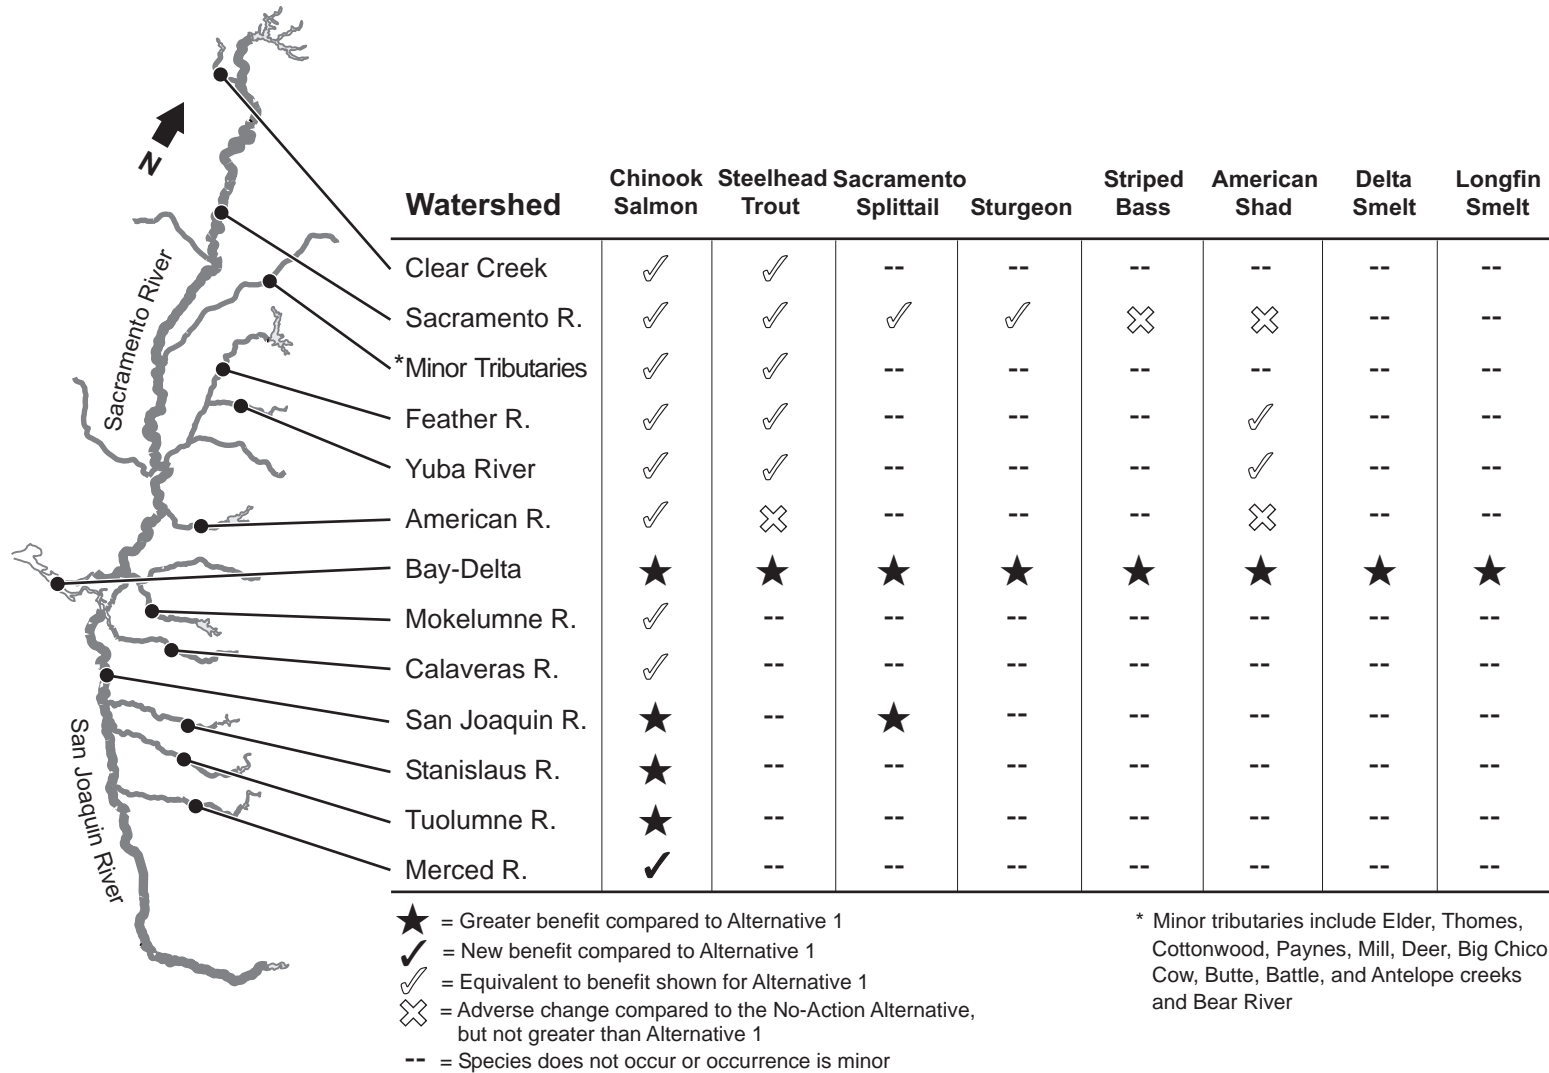 N
Sacramento River
San Joaquin River
Watershed Chinook Salmon Steelhead Trout Sacramento Splittail Sturgeon Striped Bass American Shad Delta Smelt Longfin Smelt
Clear Creek -- -- -- -- -- --
Sacramento R. -- --
*Minor Tributaries -- -- -- -- -- --
Feather R. -- -- -- -- --
Yuba River -- -- -- -- --
American R. -- -- -- -- --
Bay-Delta
Mokelumne R. -- -- -- -- -- -- --
Calaveras R. -- -- -- -- -- -- --
San Joaquin R. -- -- -- -- -- --
Stanislaus R. -- -- -- -- -- -- --
Tuolumne R. -- -- -- -- -- -- --
Merced R. -- -- -- -- -- -- --
= Greater benefit compared to Alternative 1
= New benefit compared to Alternative 1
= Equivalent to benefit shown for Alternative 1
= Adverse change compared to the No-Action Alternative,
but not greater than Alternative 1
-- = Species does not occur or occurrence is minor
* Minor tributaries include Elder, Thomes,
Cottonwood, Paynes, Mill, Deer, Big Chico
Cow, Butte, Battle, and Antelope creeks
and Bear River